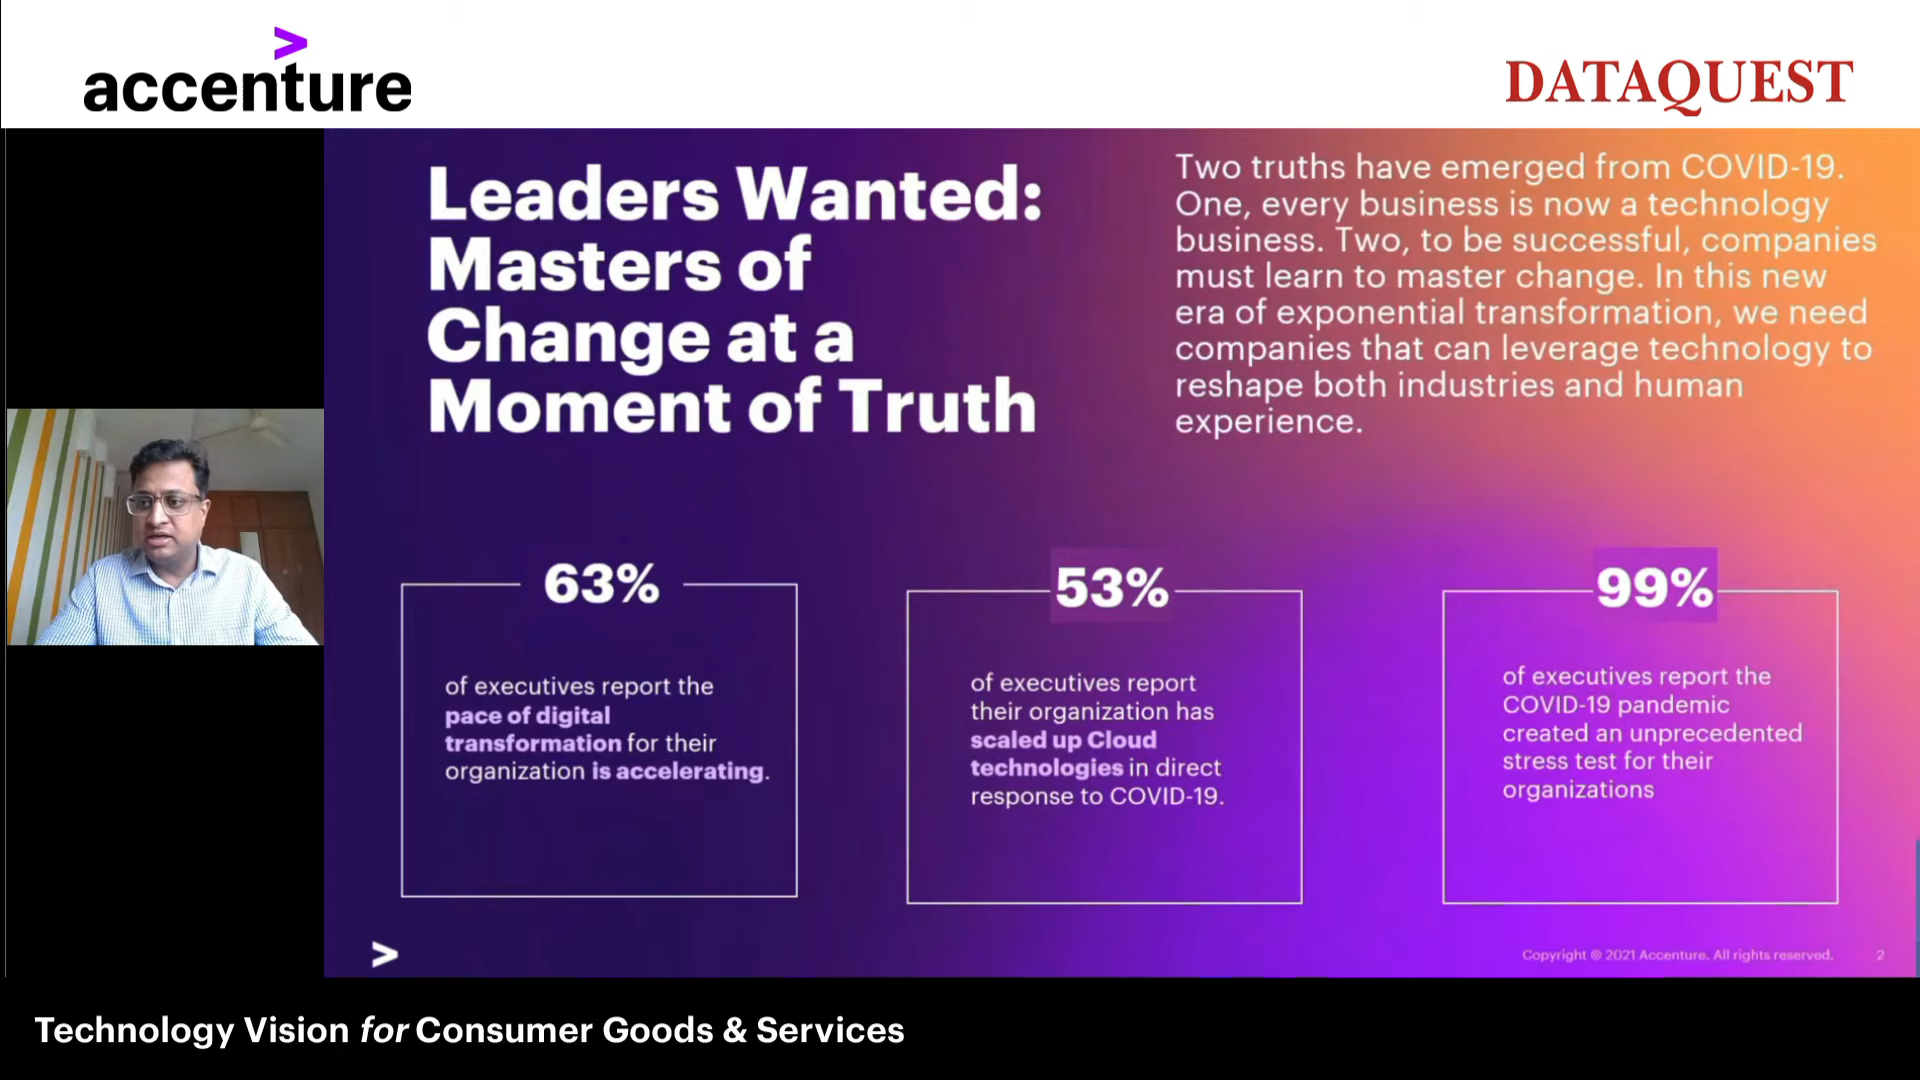 >
accenture
DATAQUEST
Leaders Wanted:
Masters of
Change at a
Moment of Truth
Two truths have emerged from COVID-19.
One, every business is now a technology
business. Two, to be successful, companies
must learn to master change. In this new
era of exponential transformation, we need
companies that can leverage technology to
reshape both industries and human
experience.
63%
of executives report the
pace of digital
transformation for their
organization is accelerating.
53%
of executives report
their organization has
scaled up Cloud
technologies in direct
response to COVID-19.
99%
of executives report the
COVID-19 pandemic
created an unprecedented
stress test for their
organizations
>
Copyright © 2021 Accenture. All rights reserved. 2
Technology Vision for Consumer Goods & Services